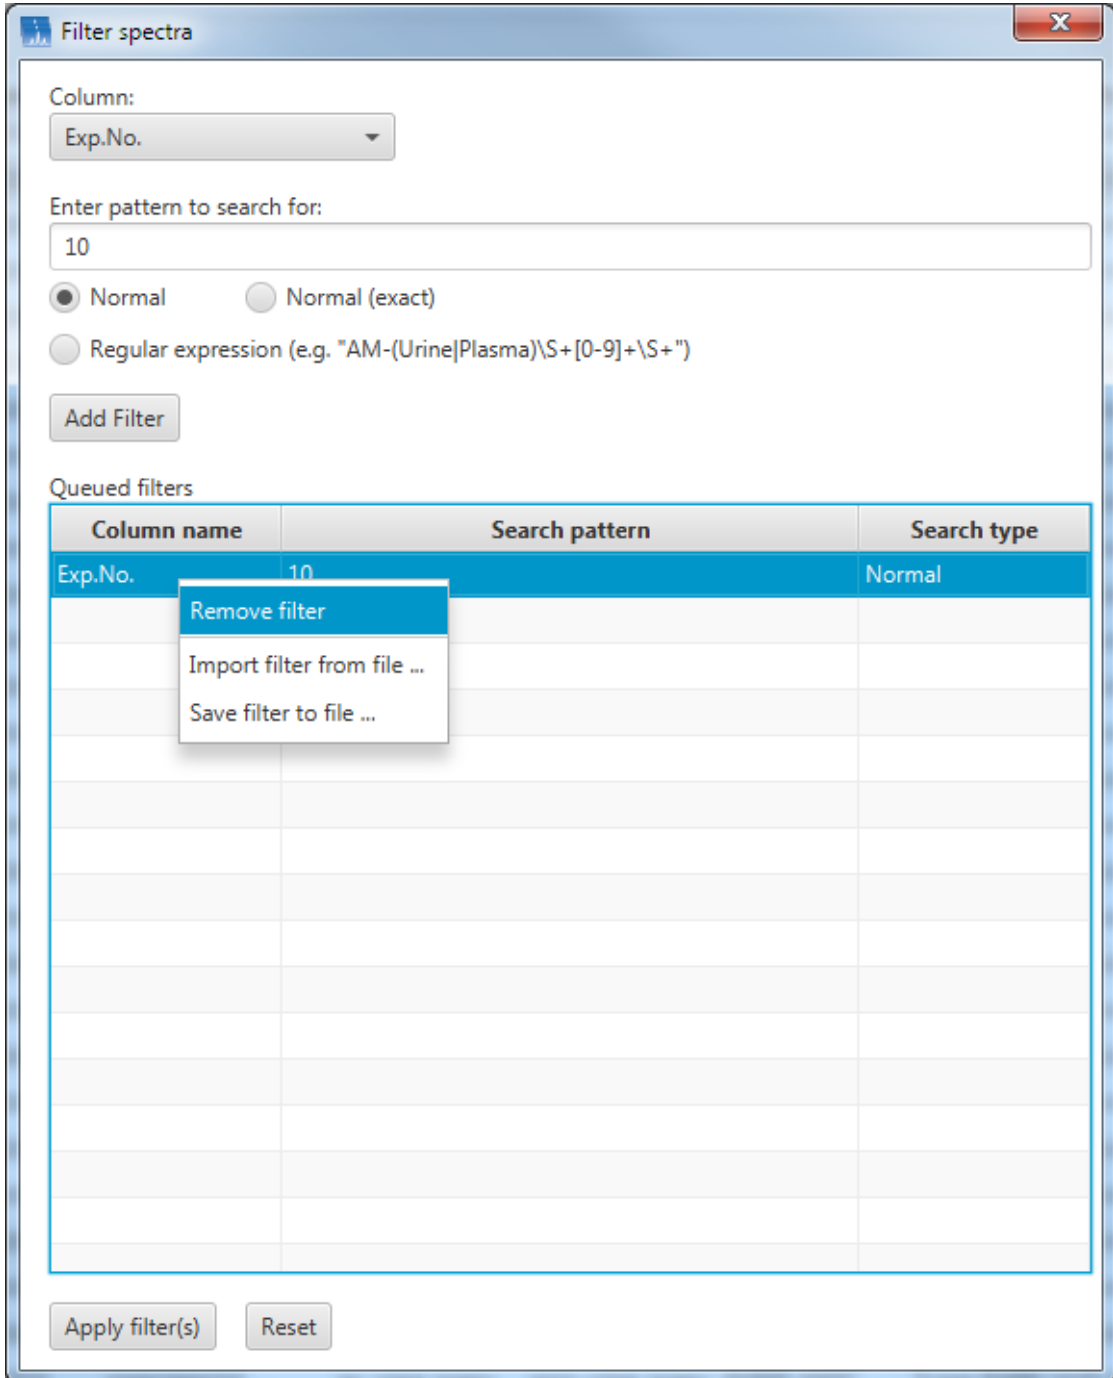 Filter spectra
x
Column:
Exp.No.
Enter pattern to search for:
10
Normal Normal (exact)
Regular expression (e.g. "AM-(Urine|Plasma)\S+[0-9]+\S+")
Add Filter
Queued filters
Column name Search pattern Search type
Exp.No. 10 Normal
Remove filter
Import filter from file ...
Save filter to file ...
Apply filter(s) Reset